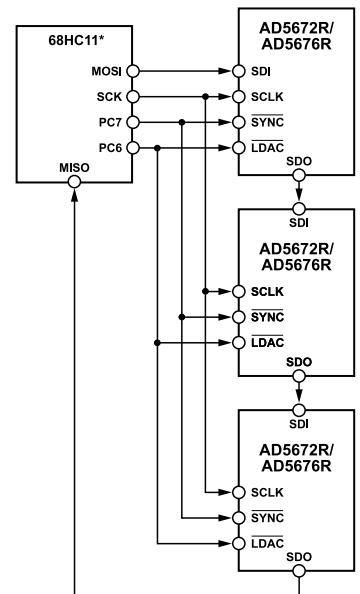 68HC11*
MOSI
SCK
PC7
PC6
MISO
AD5672R/
AD5676R
SDI
SCLK
SYNC
LDAC
SDO
SDI
AD5672R/
AD5676R
SCLK
SYNC
LDAC
SDO
SDI
AD5672R/
AD5676R
SCLK
SYNC
LDAC
SDO